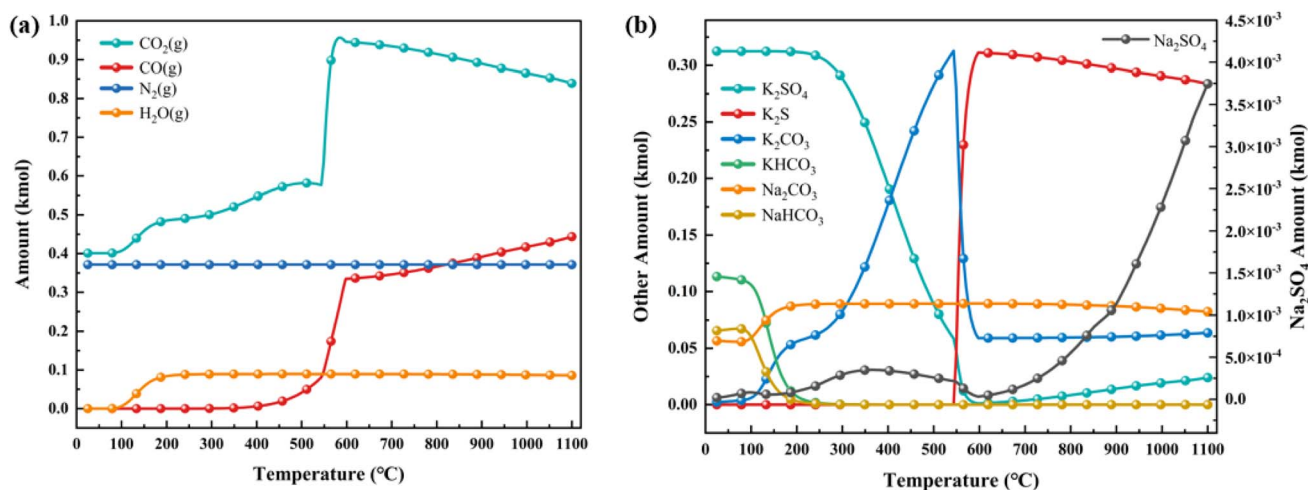 (a)
CO₂(g)
CO(g)
N₂(g)
H₂O(g)
Amount (kmol)
1.0
0.9
0.8
0.7
0.6
0.5
0.4
0.3
0.2
0.1
0.0
0 100 200 300 400 500 600 700 800 900 1000 1100
Temperature (°C)
(b)
K₂SO₄
K₂S
K₂CO₃
KHCO₃
Na₂CO₃
NaHCO₃
Na₂SO₄
Other Amount (kmol)
0.30
0.25
0.20
0.15
0.10
0.05
0.00
0 100 200 300 400 500 600 700 800 900 1000 1100
Temperature (°C)
4.5×10⁻³
4.0×10⁻³
3.5×10⁻³
3.0×10⁻³
2.5×10⁻³
2.0×10⁻³
1.6×10⁻³
1.0×10⁻³
5.0×10⁻⁴
0.0
Na₂SO₄ Amount (kmol)